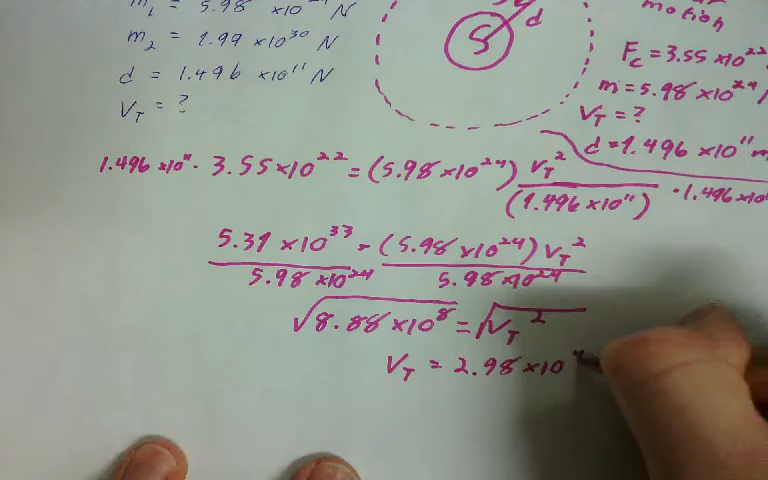 m₁ = 5.98 ×10²⁴ N
m₂ = 1.99 ×10³⁰ N
d = 1.496 ×10¹¹ N
V_T = ?
S
d
motion
F_c = 3.55 ×10²²
m = 5.98 ×10²⁴
V_T = ?
d = 1.496 ×10¹¹ m
1.496 ×10¹¹ · 3.55 ×10²² = (5.98 ×10²⁴) V_T² / (1.496 ×10¹¹) · 1.496 ×10¹¹
5.31 ×10³³ / 5.98 ×10²⁴ = (5.98 ×10²⁴) V_T² / 5.98 ×10²⁴
√8.88 ×10⁸ = √V_T²
V_T = 2.98 ×10⁴